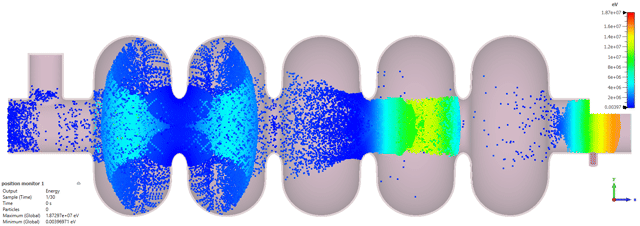 eV
1.87e+07
1.6e+07
1.4e+07
1.2e+07
1e+07
8e+06
6e+06
4e+06
2e+06
0.00397
position monitor 1
Output Energy
Sample (Time) 1/30
Time 0 s
Particles 0
Maximum (Global) 1.87297e+07 eV
Minimum (Global) 0.00396971 eV